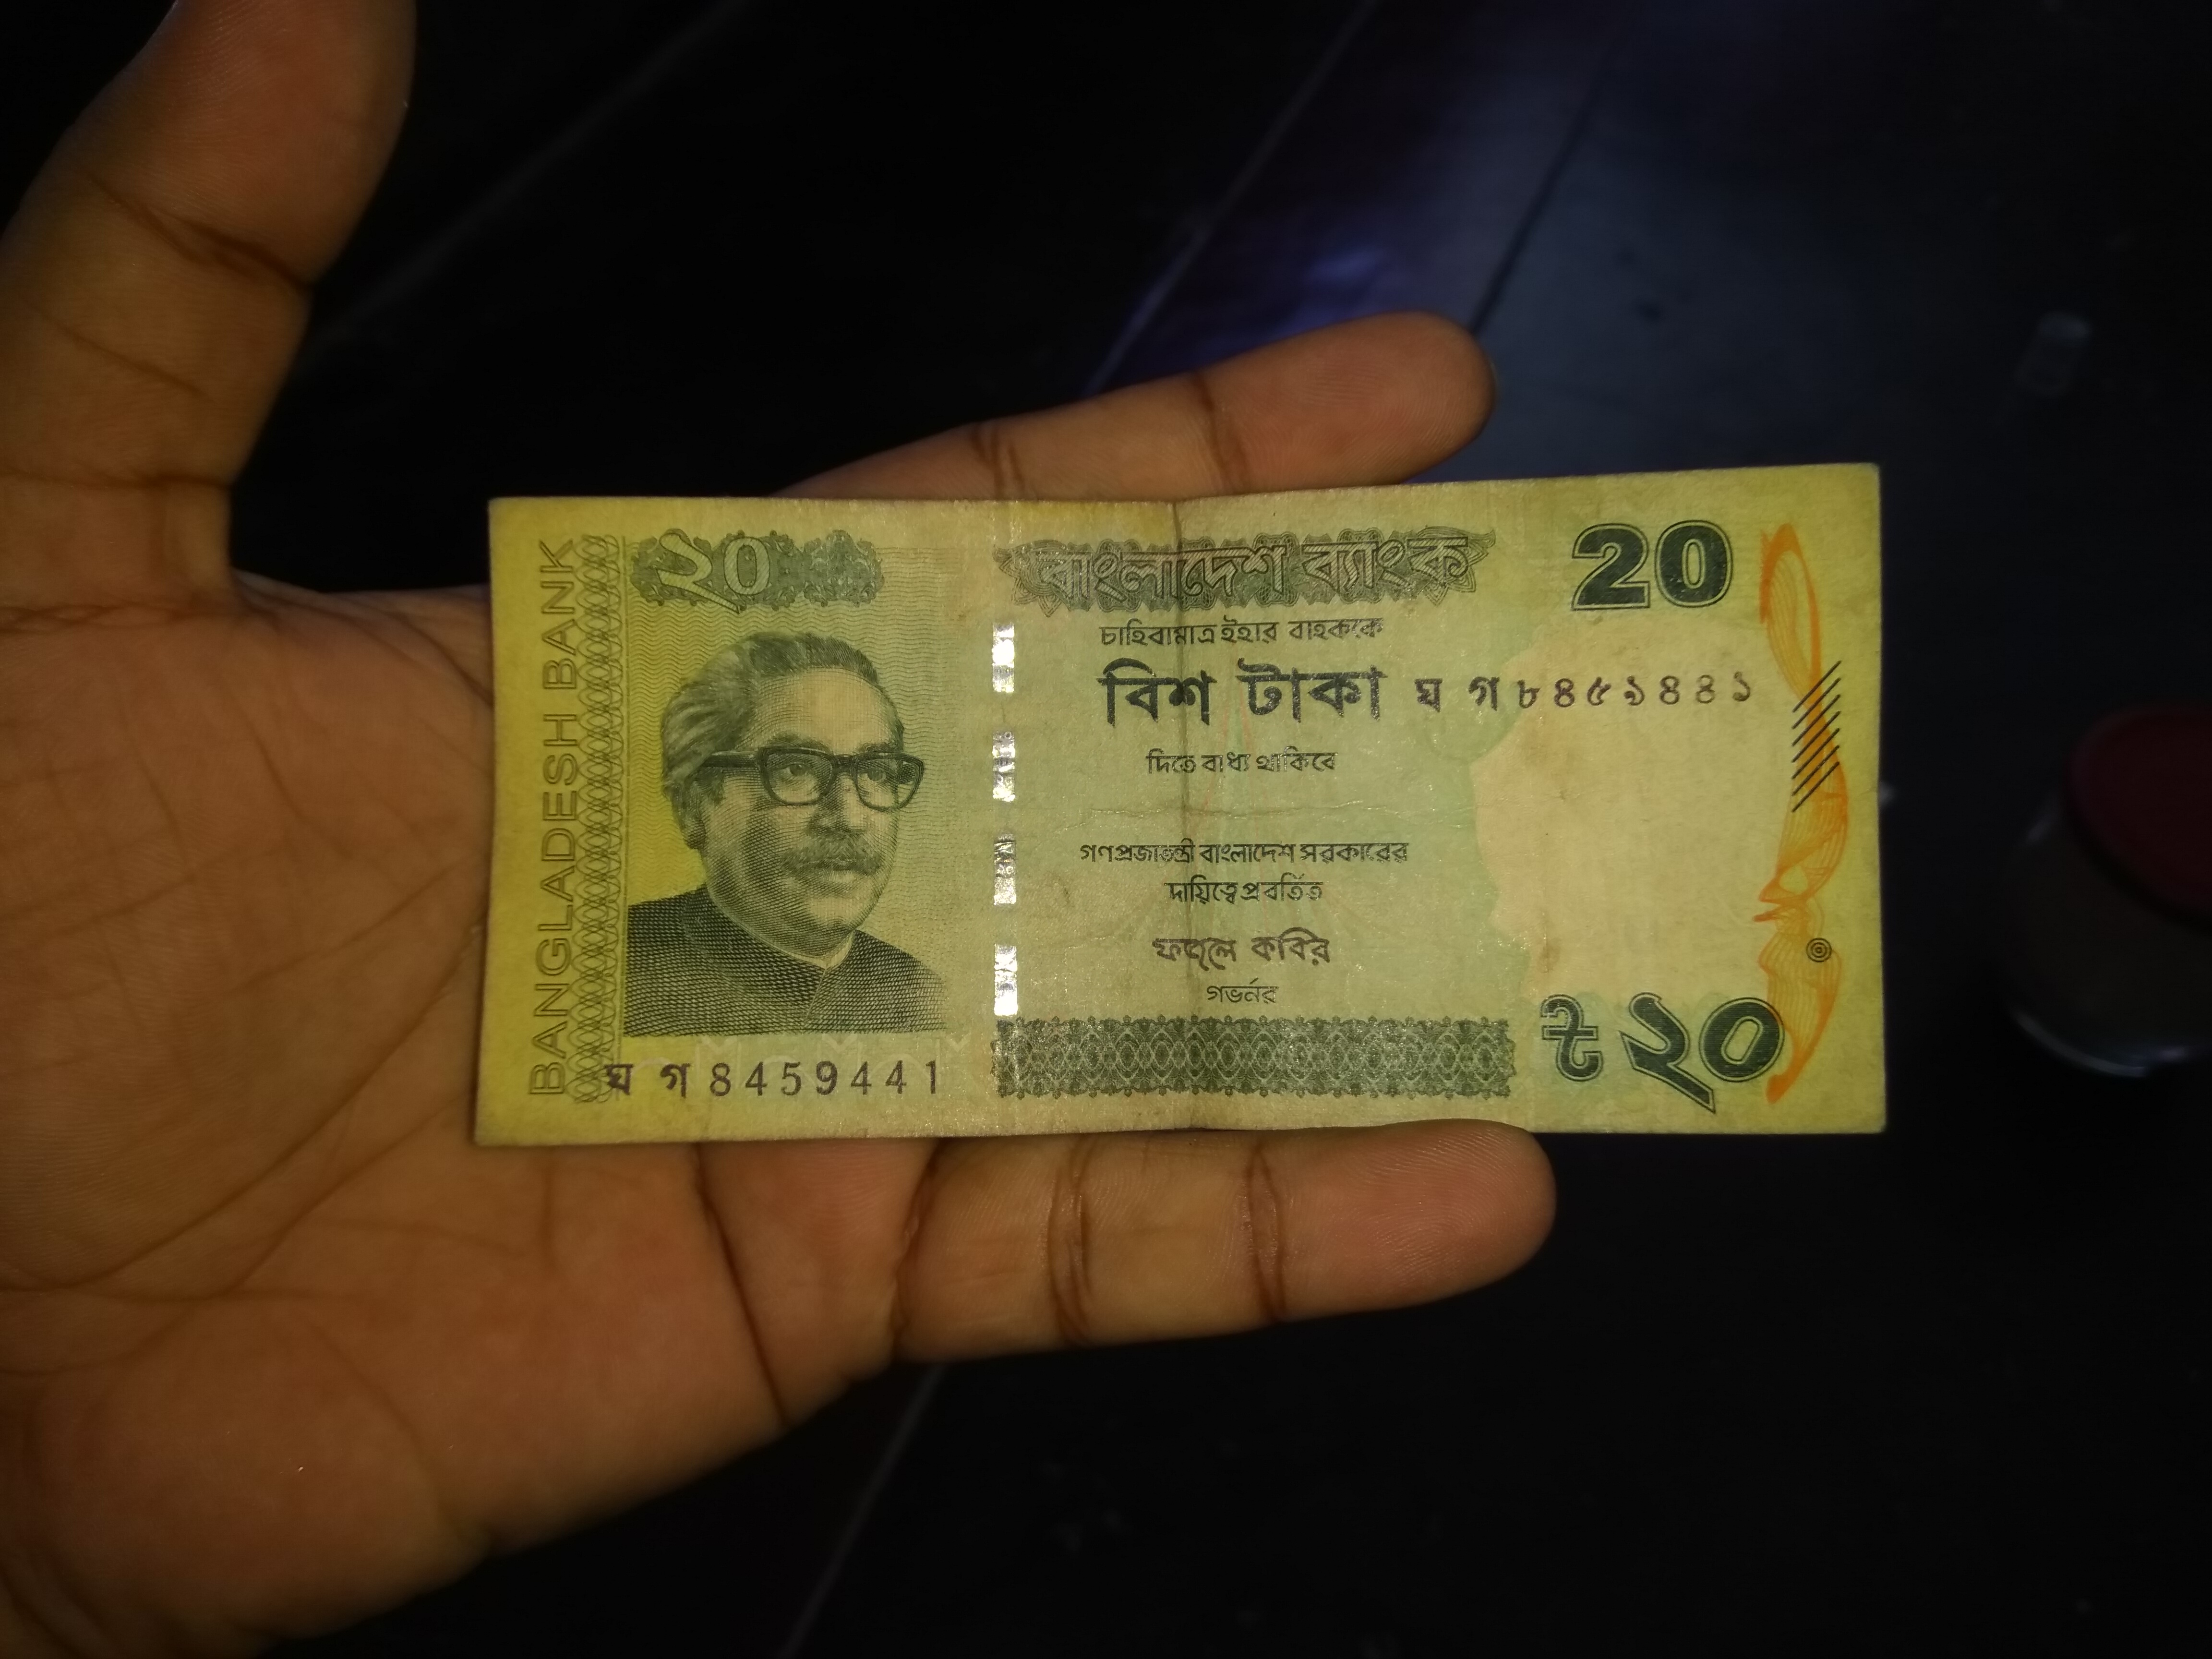 BANGLADESH BANK
২০
বাংলাদেশ ব্যাংক
20
চাহিবামাত্র ইহার বাহককে
বিশ টাকা
ঘ গ ৮৪৫৯৪৪১
দিতে বাধ্য থাকিবে
গণপ্রজাতন্ত্রী বাংলাদেশ সরকারের
দায়িত্বে প্রবর্তিত
ফজলে কবির
গভর্নর
ঘ গ 8459441
৳ ২০